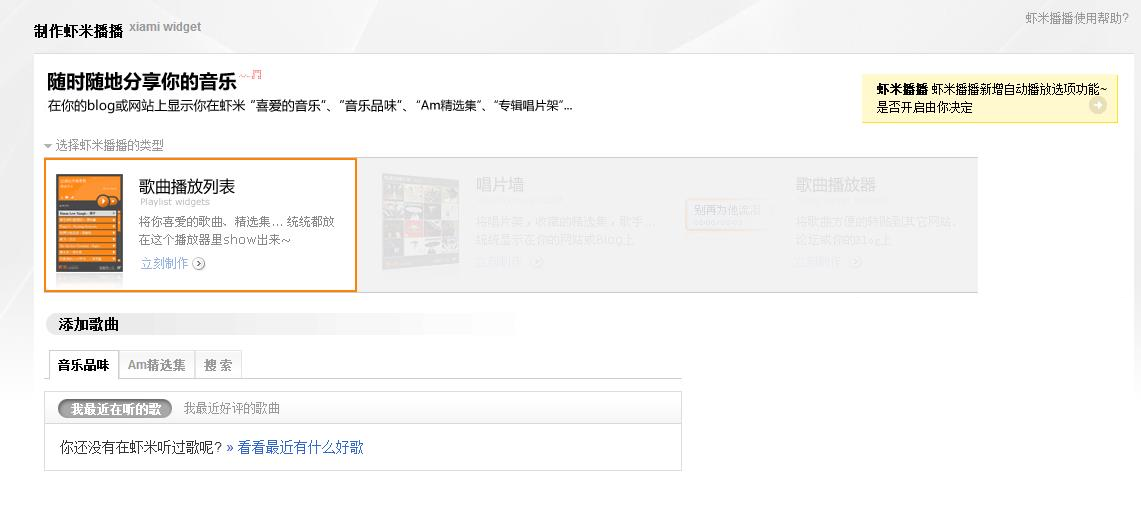 制作虾米播播 xiami widget
虾米播播使用帮助?
随时随地分享你的音乐
在你的blog或网站上显示你在虾米 “喜爱的音乐”、“音乐品味”、“Am精选集”、“专辑唱片架”...
虾米播播 虾米播播新增自动播放选项功能~
是否开启由你决定
选择虾米播播的类型
歌曲播放列表
Playlist widgets
将你喜爱的歌曲、精选集... 统统都放
在这个播放器里show出来~
立刻制作
唱片墙
将唱片架，收藏的精选集，歌手...
统统显示在你的网站或Blog上
立刻制作
别再为他流泪
歌曲播放器
将歌曲方便的转贴到其它网站、
论坛或你的Blog上
立刻制作
添加歌曲
音乐品味 Am精选集 搜 索
我最近在听的歌 我最近好评的歌曲
你还没有在虾米听过歌呢? » 看看最近有什么好歌